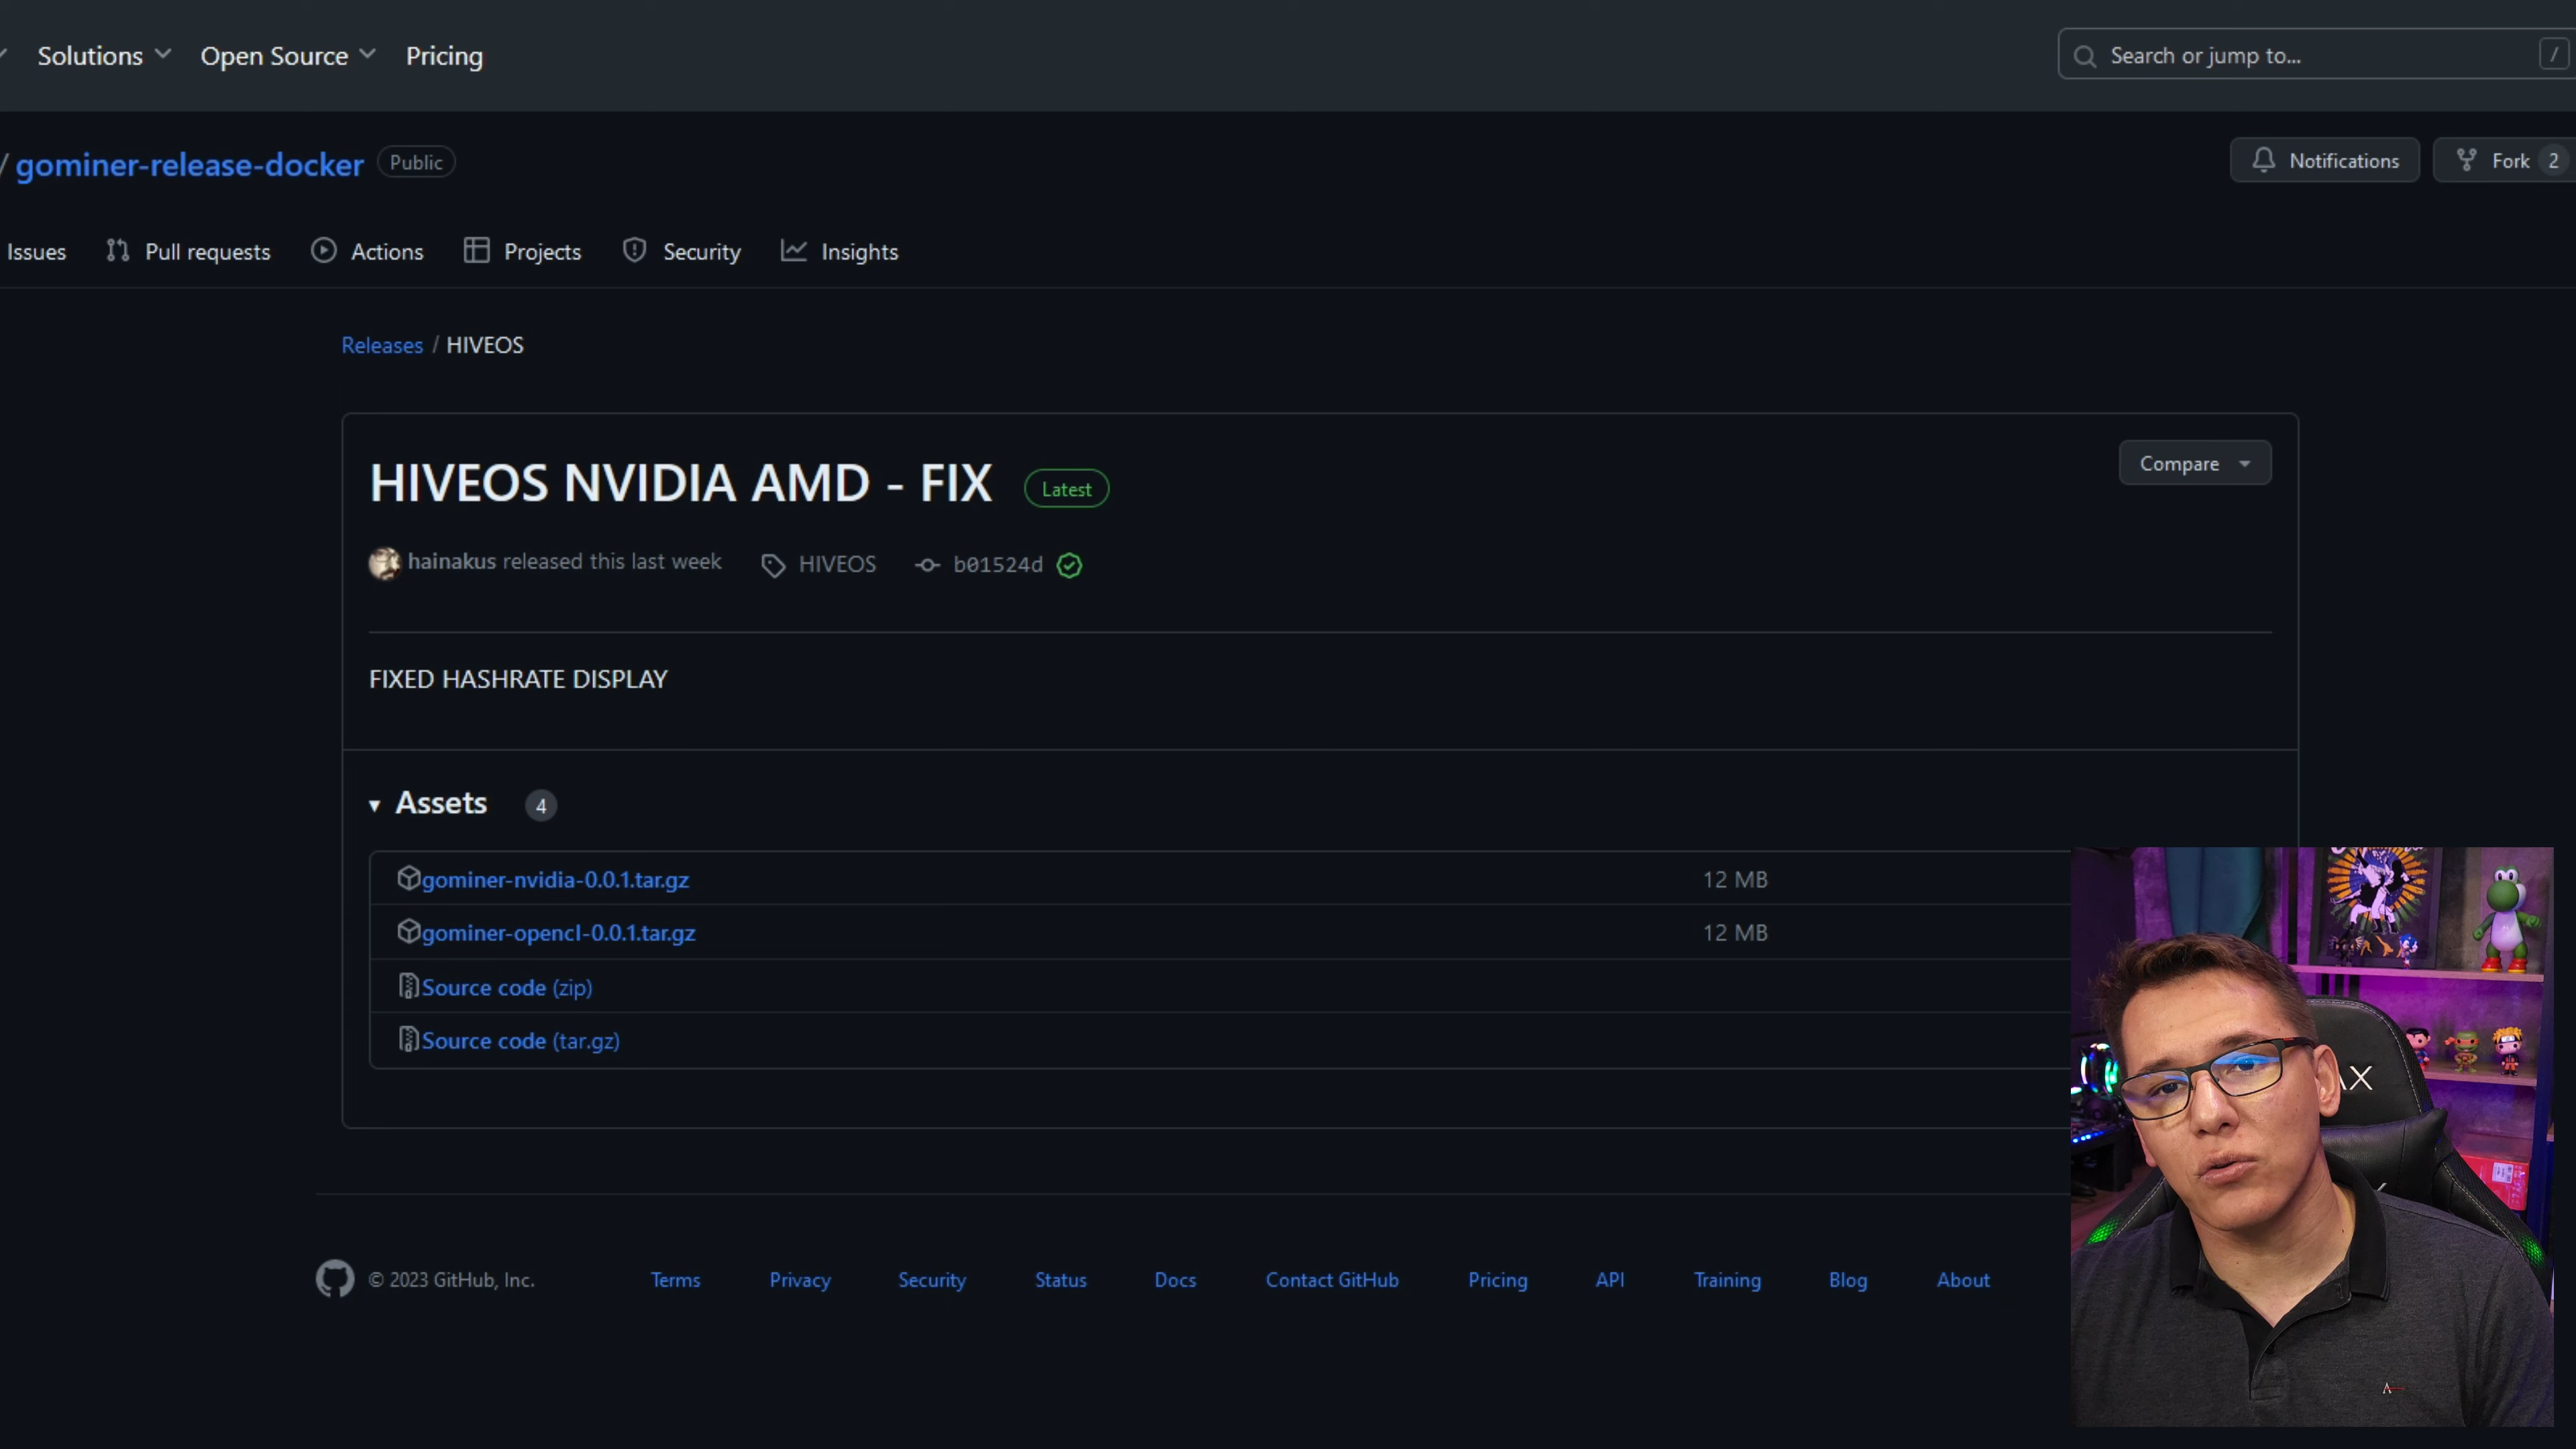 Solutions Open Source Pricing Search or jump to... /
/ gominer-release-docker Public Notifications Fork 2
Issues Pull requests Actions Projects Security Insights
Releases / HIVEOS
HIVEOS NVIDIA AMD - FIX Latest Compare
hainakus released this last week HIVEOS b01524d
FIXED HASHRATE DISPLAY
Assets 4
gominer-nvidia-0.0.1.tar.gz 12 MB
gominer-opencl-0.0.1.tar.gz 12 MB
Source code (zip)
Source code (tar.gz)
AX
© 2023 GitHub, Inc. Terms Privacy Security Status Docs Contact GitHub Pricing API Training Blog About